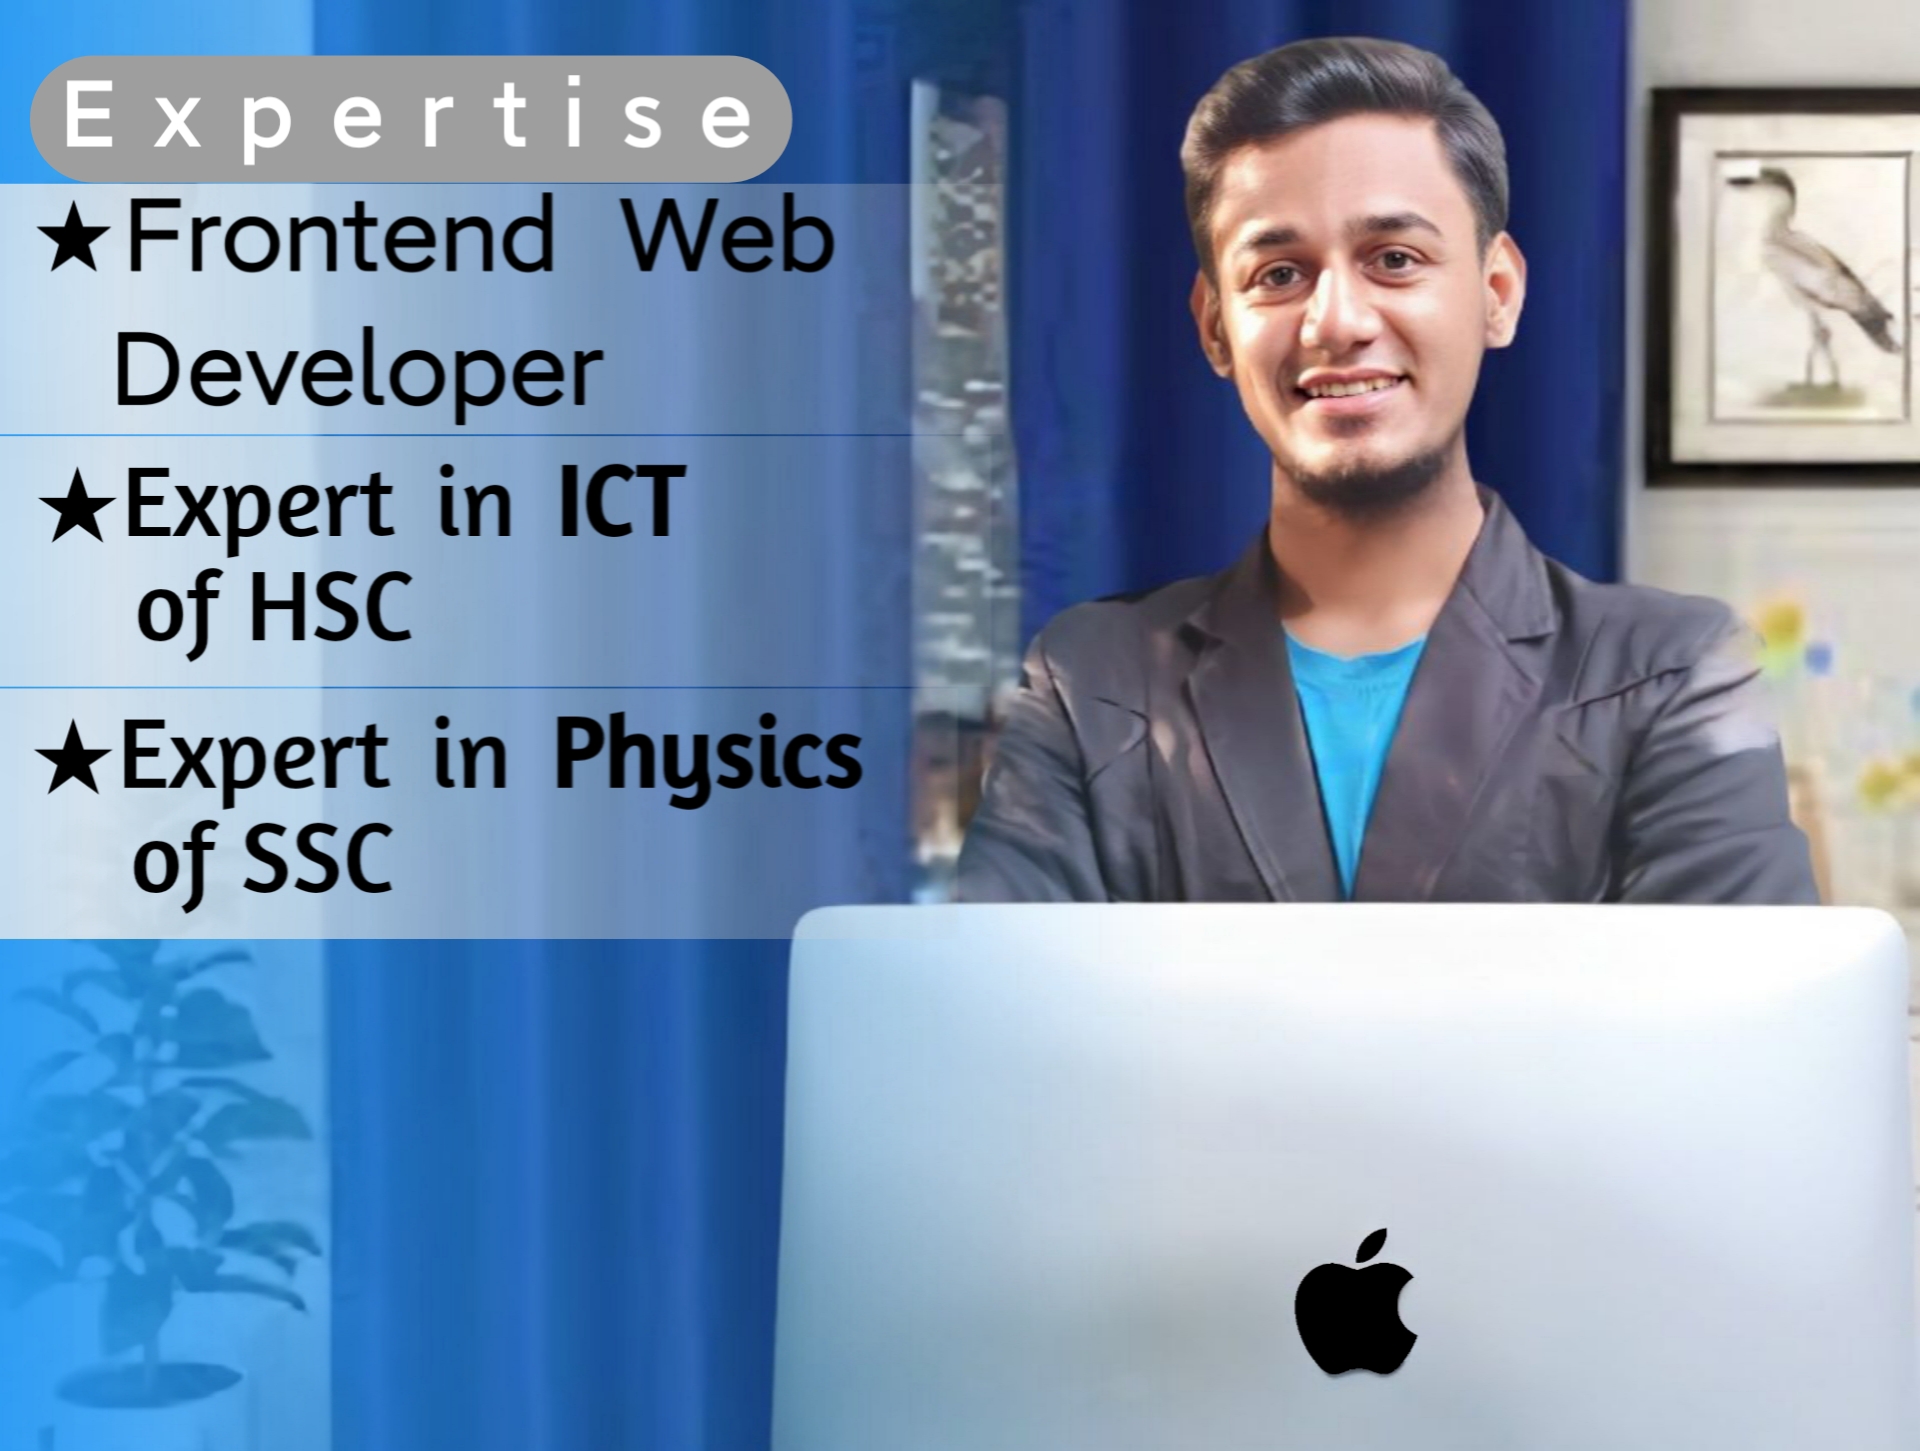 Expertise
★Frontend Web
Developer
★Expert in ICT
of HSC
★Expert in Physics
of SSC